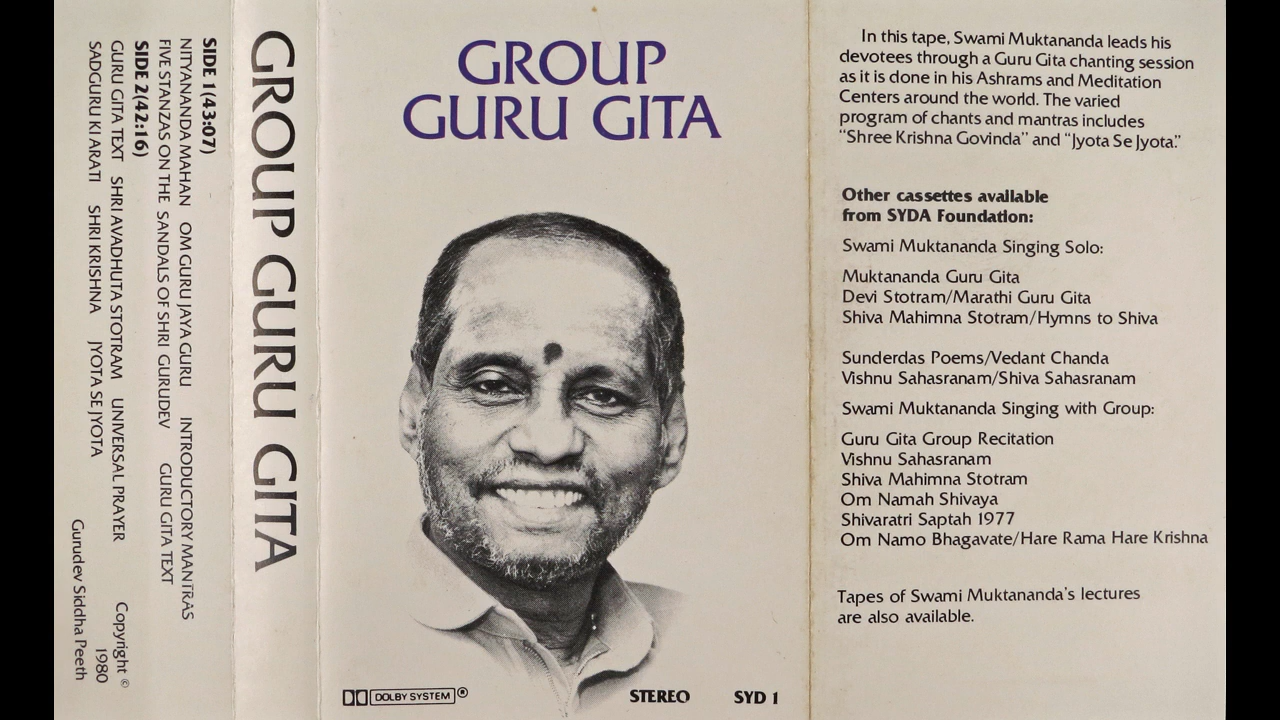 SIDE 1(43:07)
NITYANANDA MAHAN OM GURU JAYA GURU INTRODUCTORY MANTRAS
FIVE STANZAS ON THE SANDALS OF SHRI GURUDEV GURU GITA TEXT
SIDE 2(42:16)
GURU GITA TEXT SHRI AVADHUTA STOTRAM UNIVERSAL PRAYER
SADGURU KI ARATI SHRI KRISHNA JYOTA SE JYOTA
Copyright ©
1980
Gurudev Siddha Peeth
GROUP GURU GITA
GROUP
GURU GITA
DOLBY SYSTEM ®
STEREO SYD 1
In this tape, Swami Muktananda leads his
devotees through a Guru Gita chanting session
as it is done in his Ashrams and Meditation
Centers around the world. The varied
program of chants and mantras includes
"Shree Krishna Govinda" and "Jyota Se Jyota."
Other cassettes available
from SYDA Foundation:
Swami Muktananda Singing Solo:
Muktananda Guru Gita
Devi Stotram/Marathi Guru Gita
Shiva Mahimna Stotram/Hymns to Shiva
Sunderdas Poems/Vedant Chanda
Vishnu Sahasranam/Shiva Sahasranam
Swami Muktananda Singing with Group:
Guru Gita Group Recitation
Vishnu Sahasranam
Shiva Mahimna Stotram
Om Namah Shivaya
Shivaratri Saptah 1977
Om Namo Bhagavate/Hare Rama Hare Krishna
Tapes of Swami Muktananda's lectures
are also available.